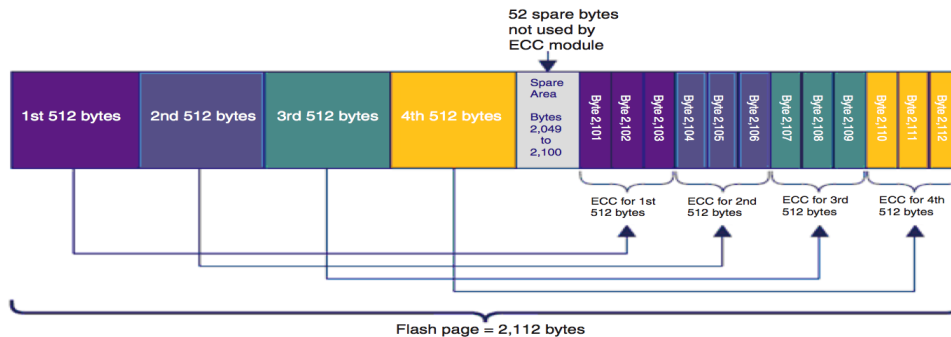 52 spare bytes
not used by
ECC module
1st 512 bytes
2nd 512 bytes
3rd 512 bytes
4th 512 bytes
Spare
Area
Bytes
2,049
to
2,100
Byte 2,101
Byte 2,102
Byte 2,103
Byte 2,104
Byte 2,105
Byte 2,106
Byte 2,107
Byte 2,108
Byte 2,109
Byte 2,110
Byte 2,111
Byte 2,112
ECC for 1st
512 bytes
ECC for 2nd
512 bytes
ECC for 3rd
512 bytes
ECC for 4th
512 bytes
Flash page = 2,112 bytes